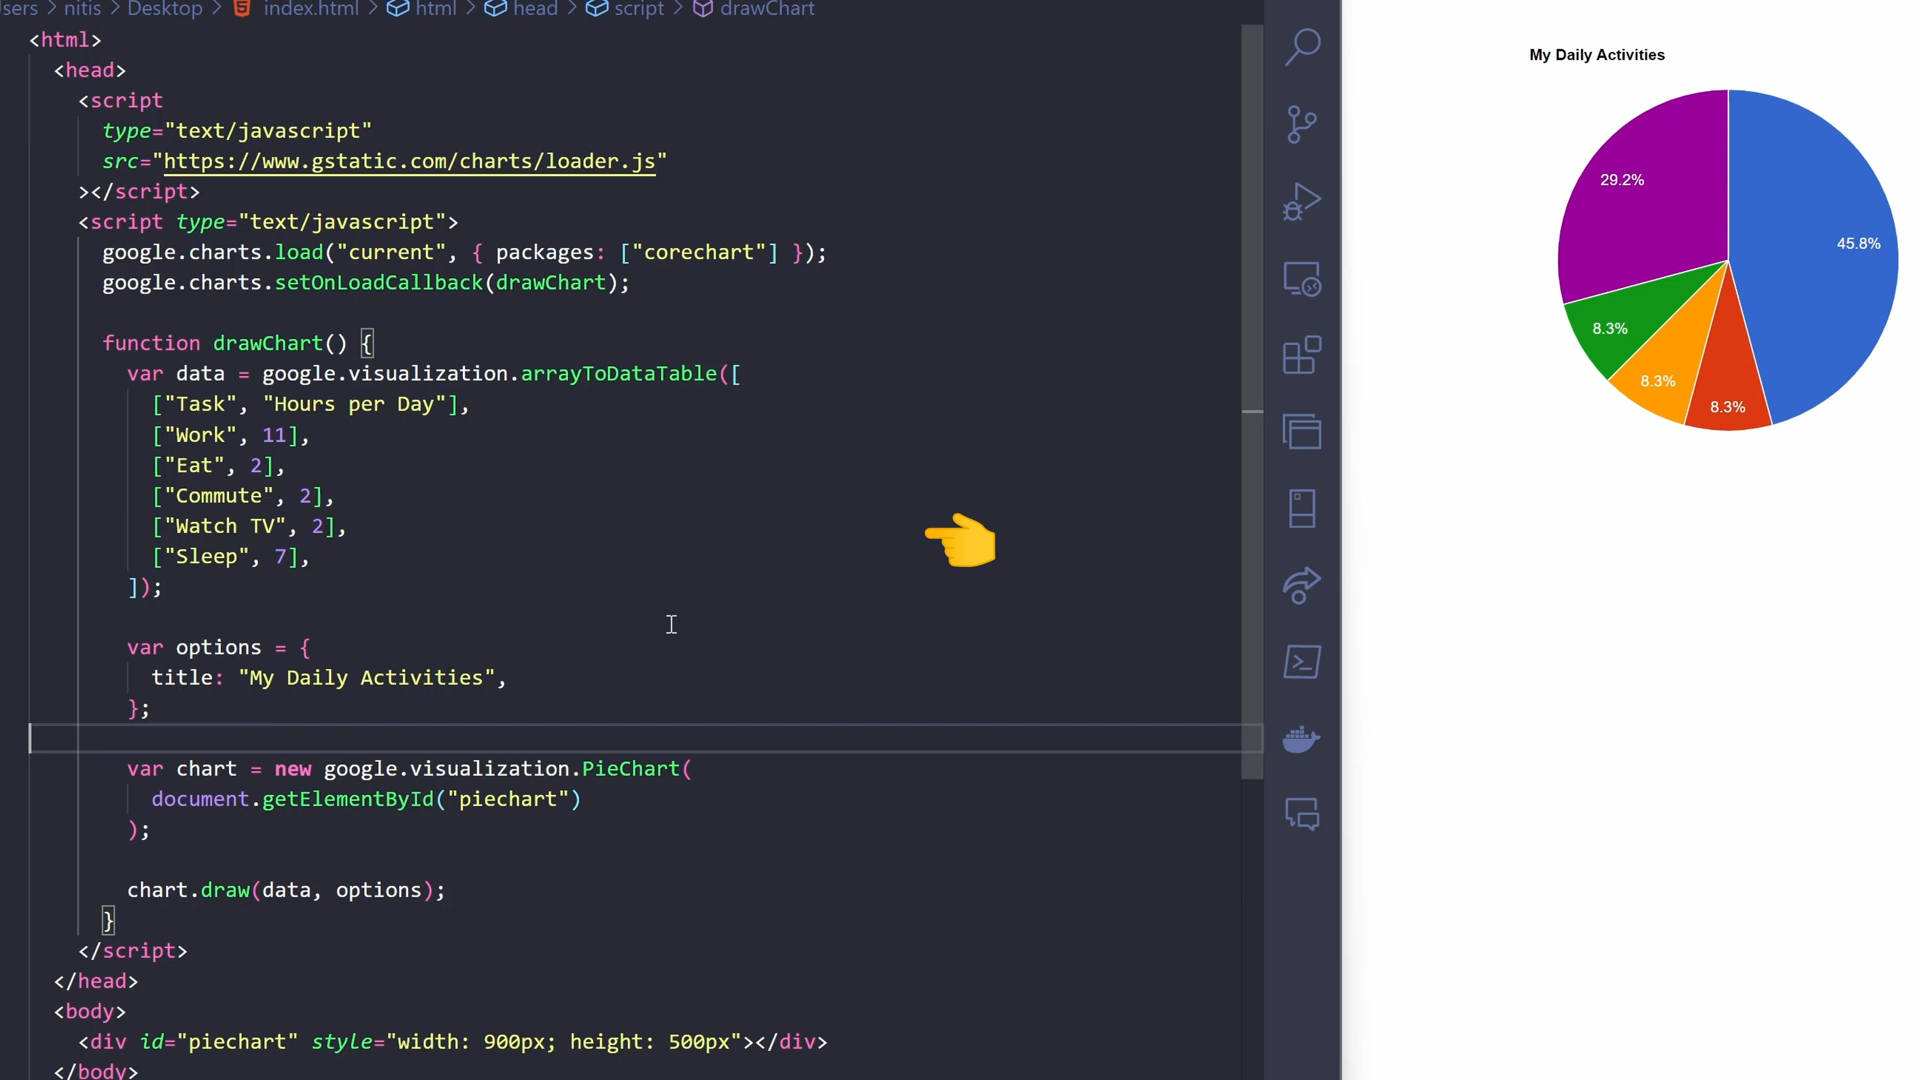 sers > nitis > Desktop > index.html > html > head > script > drawChart
<html>
<head>
<script
type="text/javascript"
src="https://www.gstatic.com/charts/loader.js"
></script>
<script type="text/javascript">
google.charts.load("current", { packages: ["corechart"] });
google.charts.setOnLoadCallback(drawChart);
function drawChart() {
var data = google.visualization.arrayToDataTable([
["Task", "Hours per Day"],
["Work", 11],
["Eat", 2],
["Commute", 2],
["Watch TV", 2],
["Sleep", 7],
]);
var options = {
title: "My Daily Activities",
};
var chart = new google.visualization.PieChart(
document.getElementById("piechart")
);
chart.draw(data, options);
}
</script>
</head>
<body>
<div id="piechart" style="width: 900px; height: 500px"></div>
</body>
My Daily Activities
29.2%
45.8%
8.3%
8.3%
8.3%